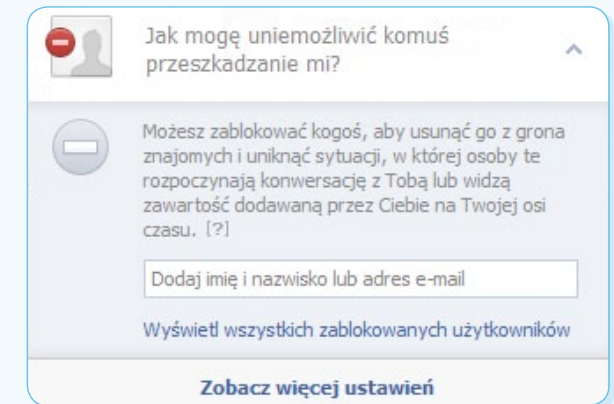 Jak mogę uniemożliwić komuś
przeszkadzanie mi?
Możesz zablokować kogoś, aby usunąć go z grona
znajomych i uniknąć sytuacji, w której osoby te
rozpoczynają konwersację z Tobą lub widzą
zawartość dodawaną przez Ciebie na Twojej osi
czasu. [?]
Dodaj imię i nazwisko lub adres e-mail
Wyświetl wszystkich zablokowanych użytkowników
Zobacz więcej ustawień